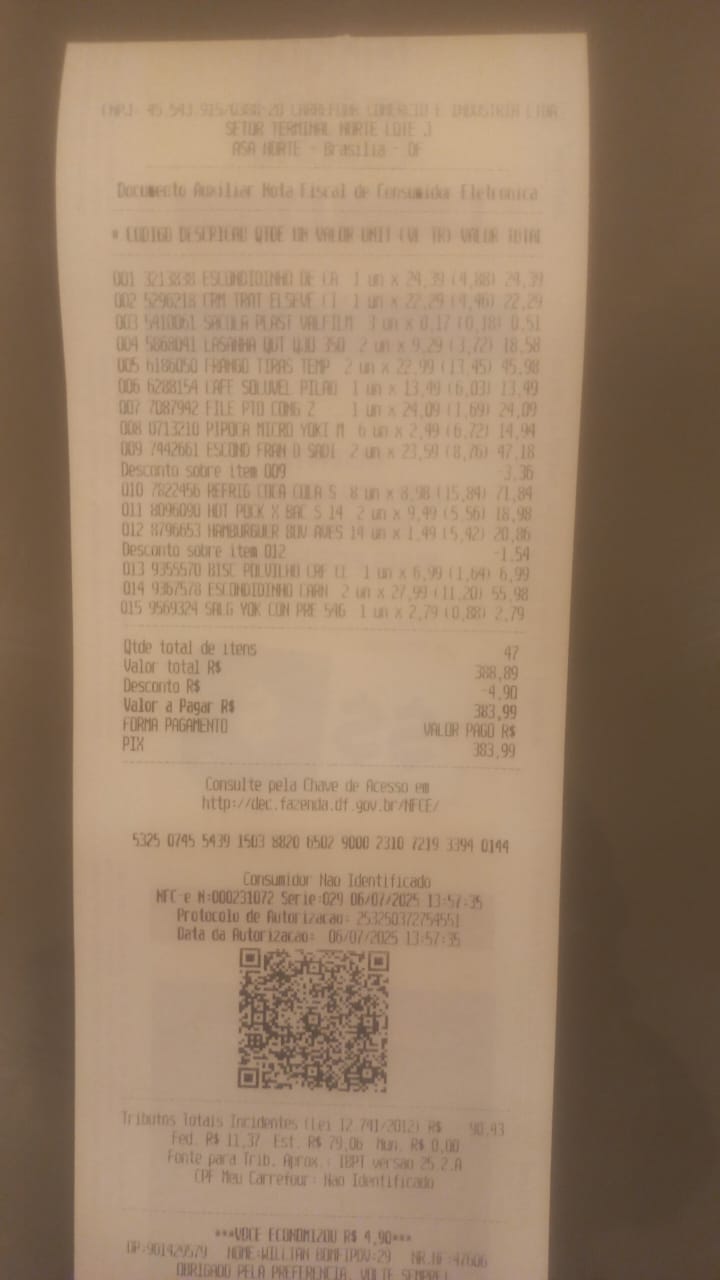 CNPJ: 45.543.915/0388-20 CARREFOUR COMERCIO E INDUSTRIA LTDA
SETOR TERMINAL NORTE LOTE J
ASA NORTE - Brasilia - DF
Documento Auxiliar Nota Fiscal de Consumidor Eletronica
# CODIGO DESCRICAO QTDE UN VALOR UNIT (VL TR) VALOR TOTAL
001 3213838 ESCONDIDINHO DE CA 1 un x 24,39 (4,88) 24,39
002 5296218 CRM TRAT ELSEVE CI 1 un x 22,29 (4,46) 22,29
003 5410061 SACOLA PLAST VALFILM 3 un x 0,17 (0,18) 0,51
004 5868041 LASANHA QUT QJO 350 2 un x 9,29 (3,72) 18,58
005 6186050 FRANGO TIRAS TEMP 2 un x 22,99 (13,45) 45,98
006 6288154 CAFE SOLUVEL PILAO 1 un x 13,49 (6,03) 13,49
007 7087942 FILE PTO CONG Z 1 un x 24,09 (1,69) 24,09
008 0713210 PIPOCA MICRO YOKI M 6 un x 2,49 (6,72) 14,94
009 7442661 ESCOND FRAN D SADI 2 un x 23,59 (8,76) 47,18
Desconto sobre item 009 -3,36
010 7822456 REFRIG COCA COLA S 8 un x 8,98 (15,84) 71,84
011 8096090 HOT POCK X BAC S 14 2 un x 9,49 (5,56) 18,98
012 8796653 HAMBURGUER BOV AVES 14 un x 1,49 (5,42) 20,86
Desconto sobre item 012 -1,54
013 9355570 BISC POLVILHO CRF CL 1 un x 6,99 (1,64) 6,99
014 9367578 ESCONDIDINHO CARN 2 un x 27,99 (11,20) 55,98
015 9569324 SALG YOK CON PRE 54G 1 un x 2,79 (0,88) 2,79
Qtde total de itens 47
Valor total R$ 388,89
Desconto R$ -4,90
Valor a Pagar R$ 383,99
FORMA PAGAMENTO VALOR PAGO R$
PIX 383,99
Consulte pela Chave de Acesso em
http://dec.fazenda.df.gov.br/NFCE/
5325 0745 5439 1503 8820 6502 9000 2310 7219 3394 0144
Consumidor Nao Identificado
NFC-e N:000231072 Serie:029 06/07/2025 13:57:35
Protocolo de Autorizacao: 253250372754551
Data da Autorizacao: 06/07/2025 13:57:35
Tributos Totais Incidentes (Lei 12.741/2012) R$ 90,43
Fed. R$ 11,37 Est. R$ 79,06 Mun. R$ 0,00
Fonte para Trib. Aprox.: IBPT versao 25.2.A
CPF Meu Carrefour: Nao Identificado
***VOCE ECONOMIZOU R$ 4,90***
OP:901429579 NOME:WILLIAN BOMFIPDV:29 NR.NF:47606
OBRIGADO PELA PREFERENCIA, VOLTE SEMPRE!